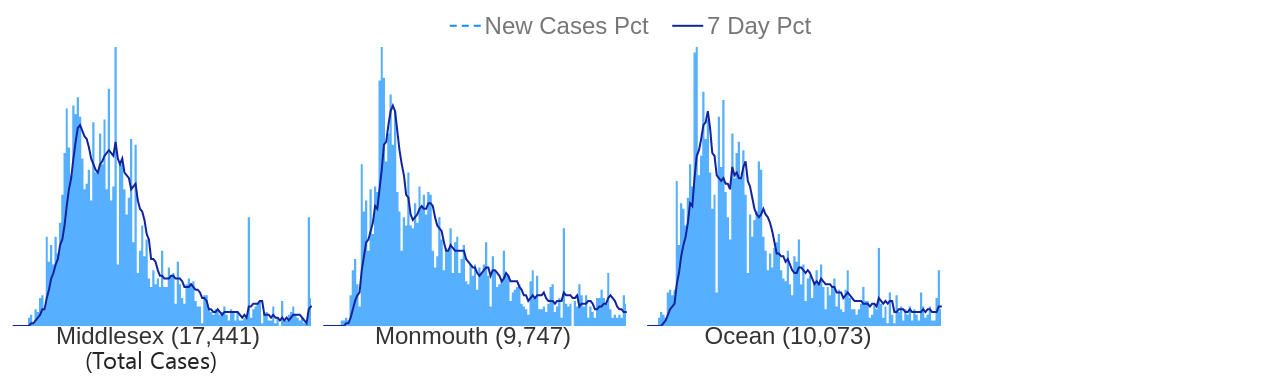 New Cases Pct 7 Day Pct
Middlesex (17,441) Monmouth (9,747) Ocean (10,073)
(Total Cases)